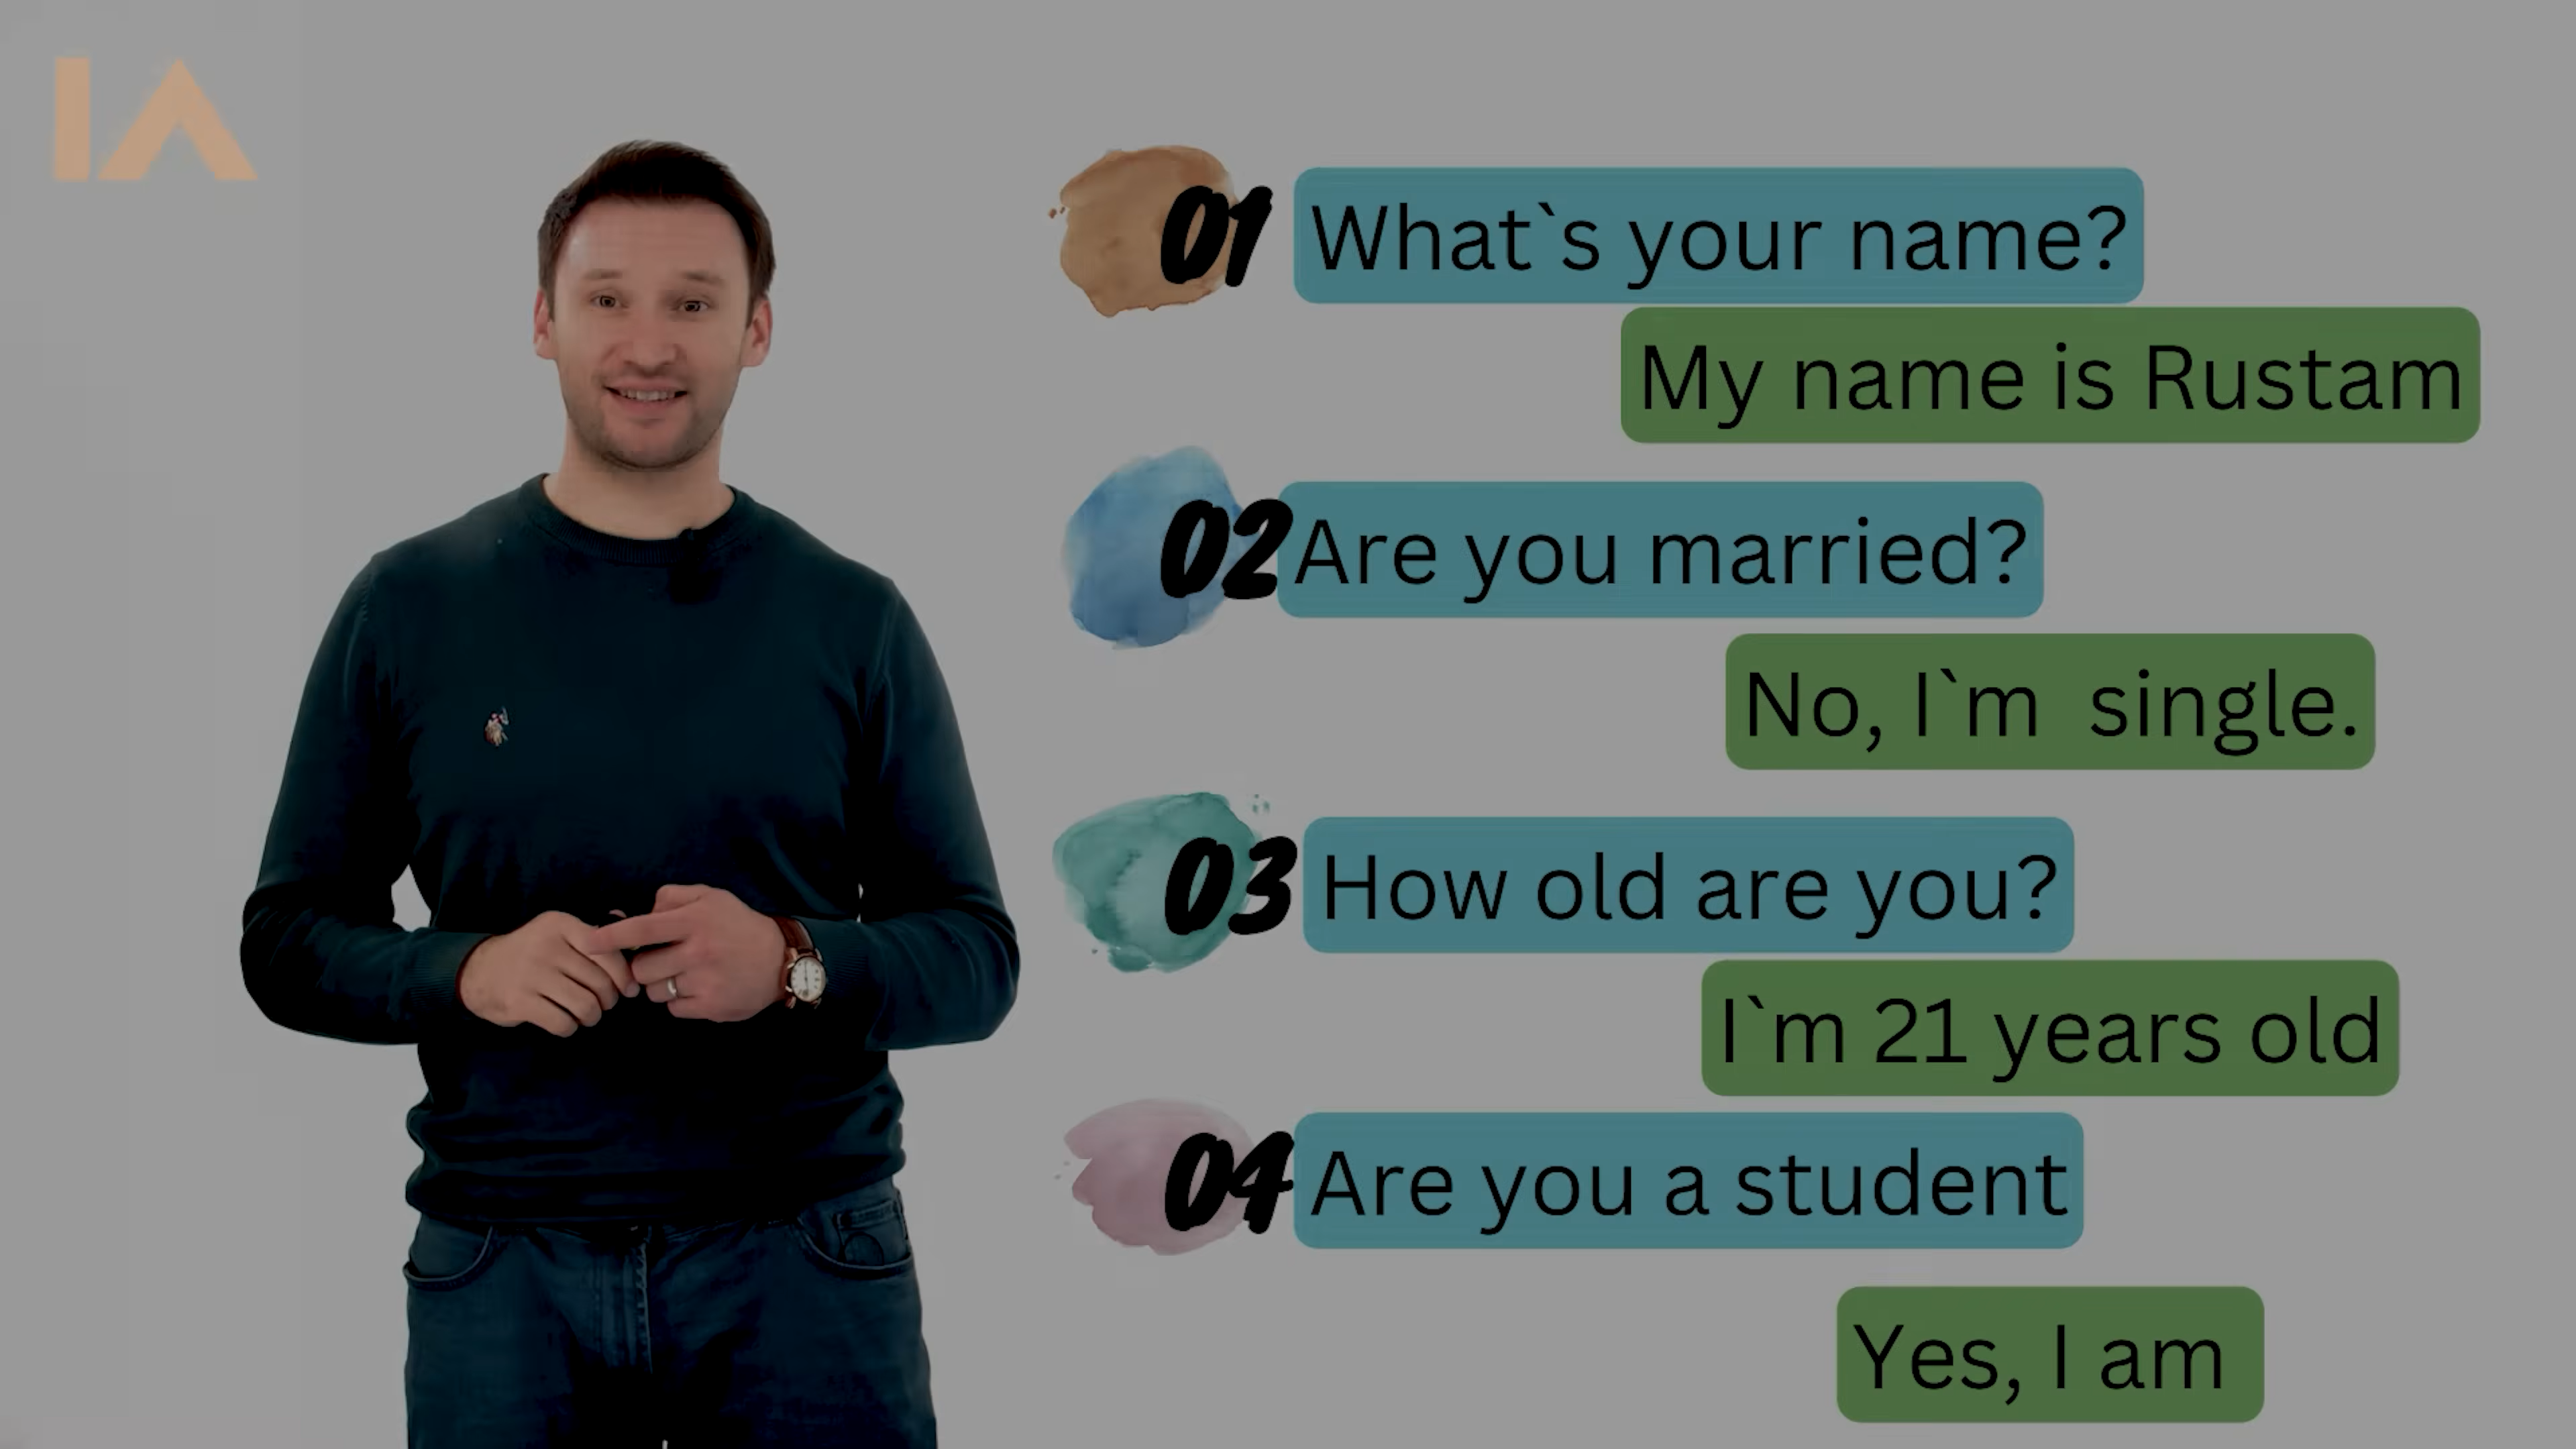 IA
01 What`s your name?
My name is Rustam
02 Are you married?
No, I`m  single.
03 How old are you?
I`m 21 years old
04 Are you a student
Yes, I am